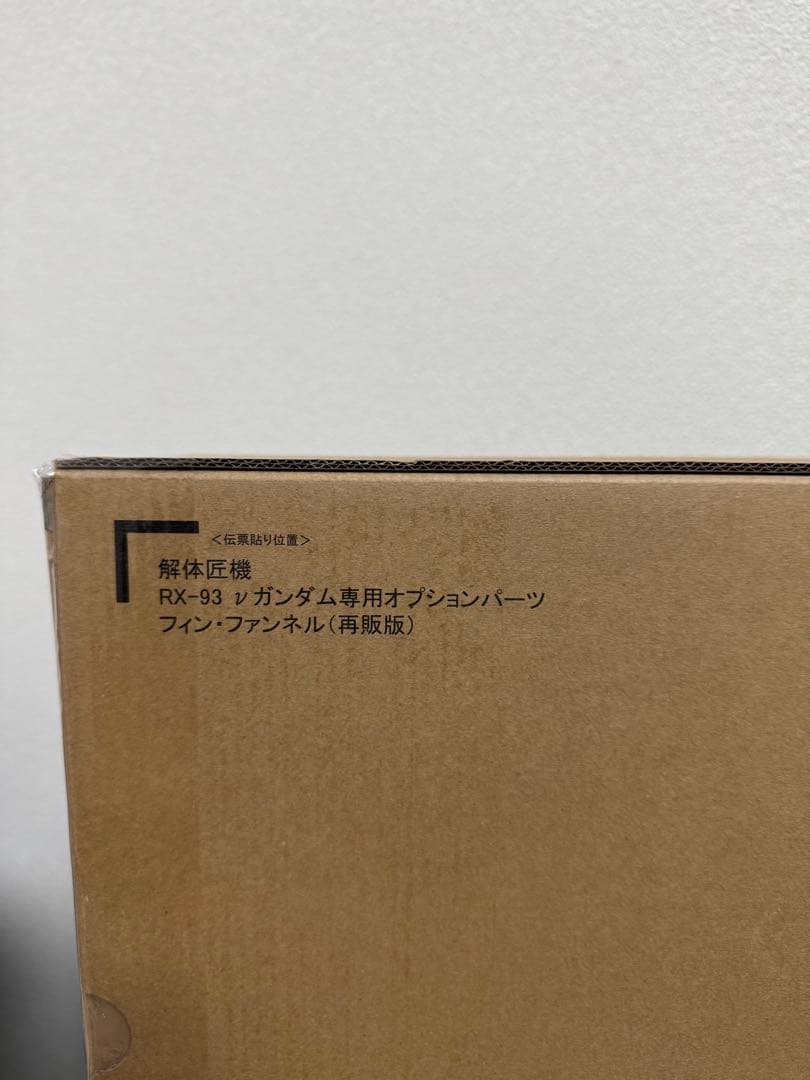 ＜伝票貼り位置＞
解体匠機
RX-93 νガンダム専用オプションパーツ
フィン・ファンネル（再販版）